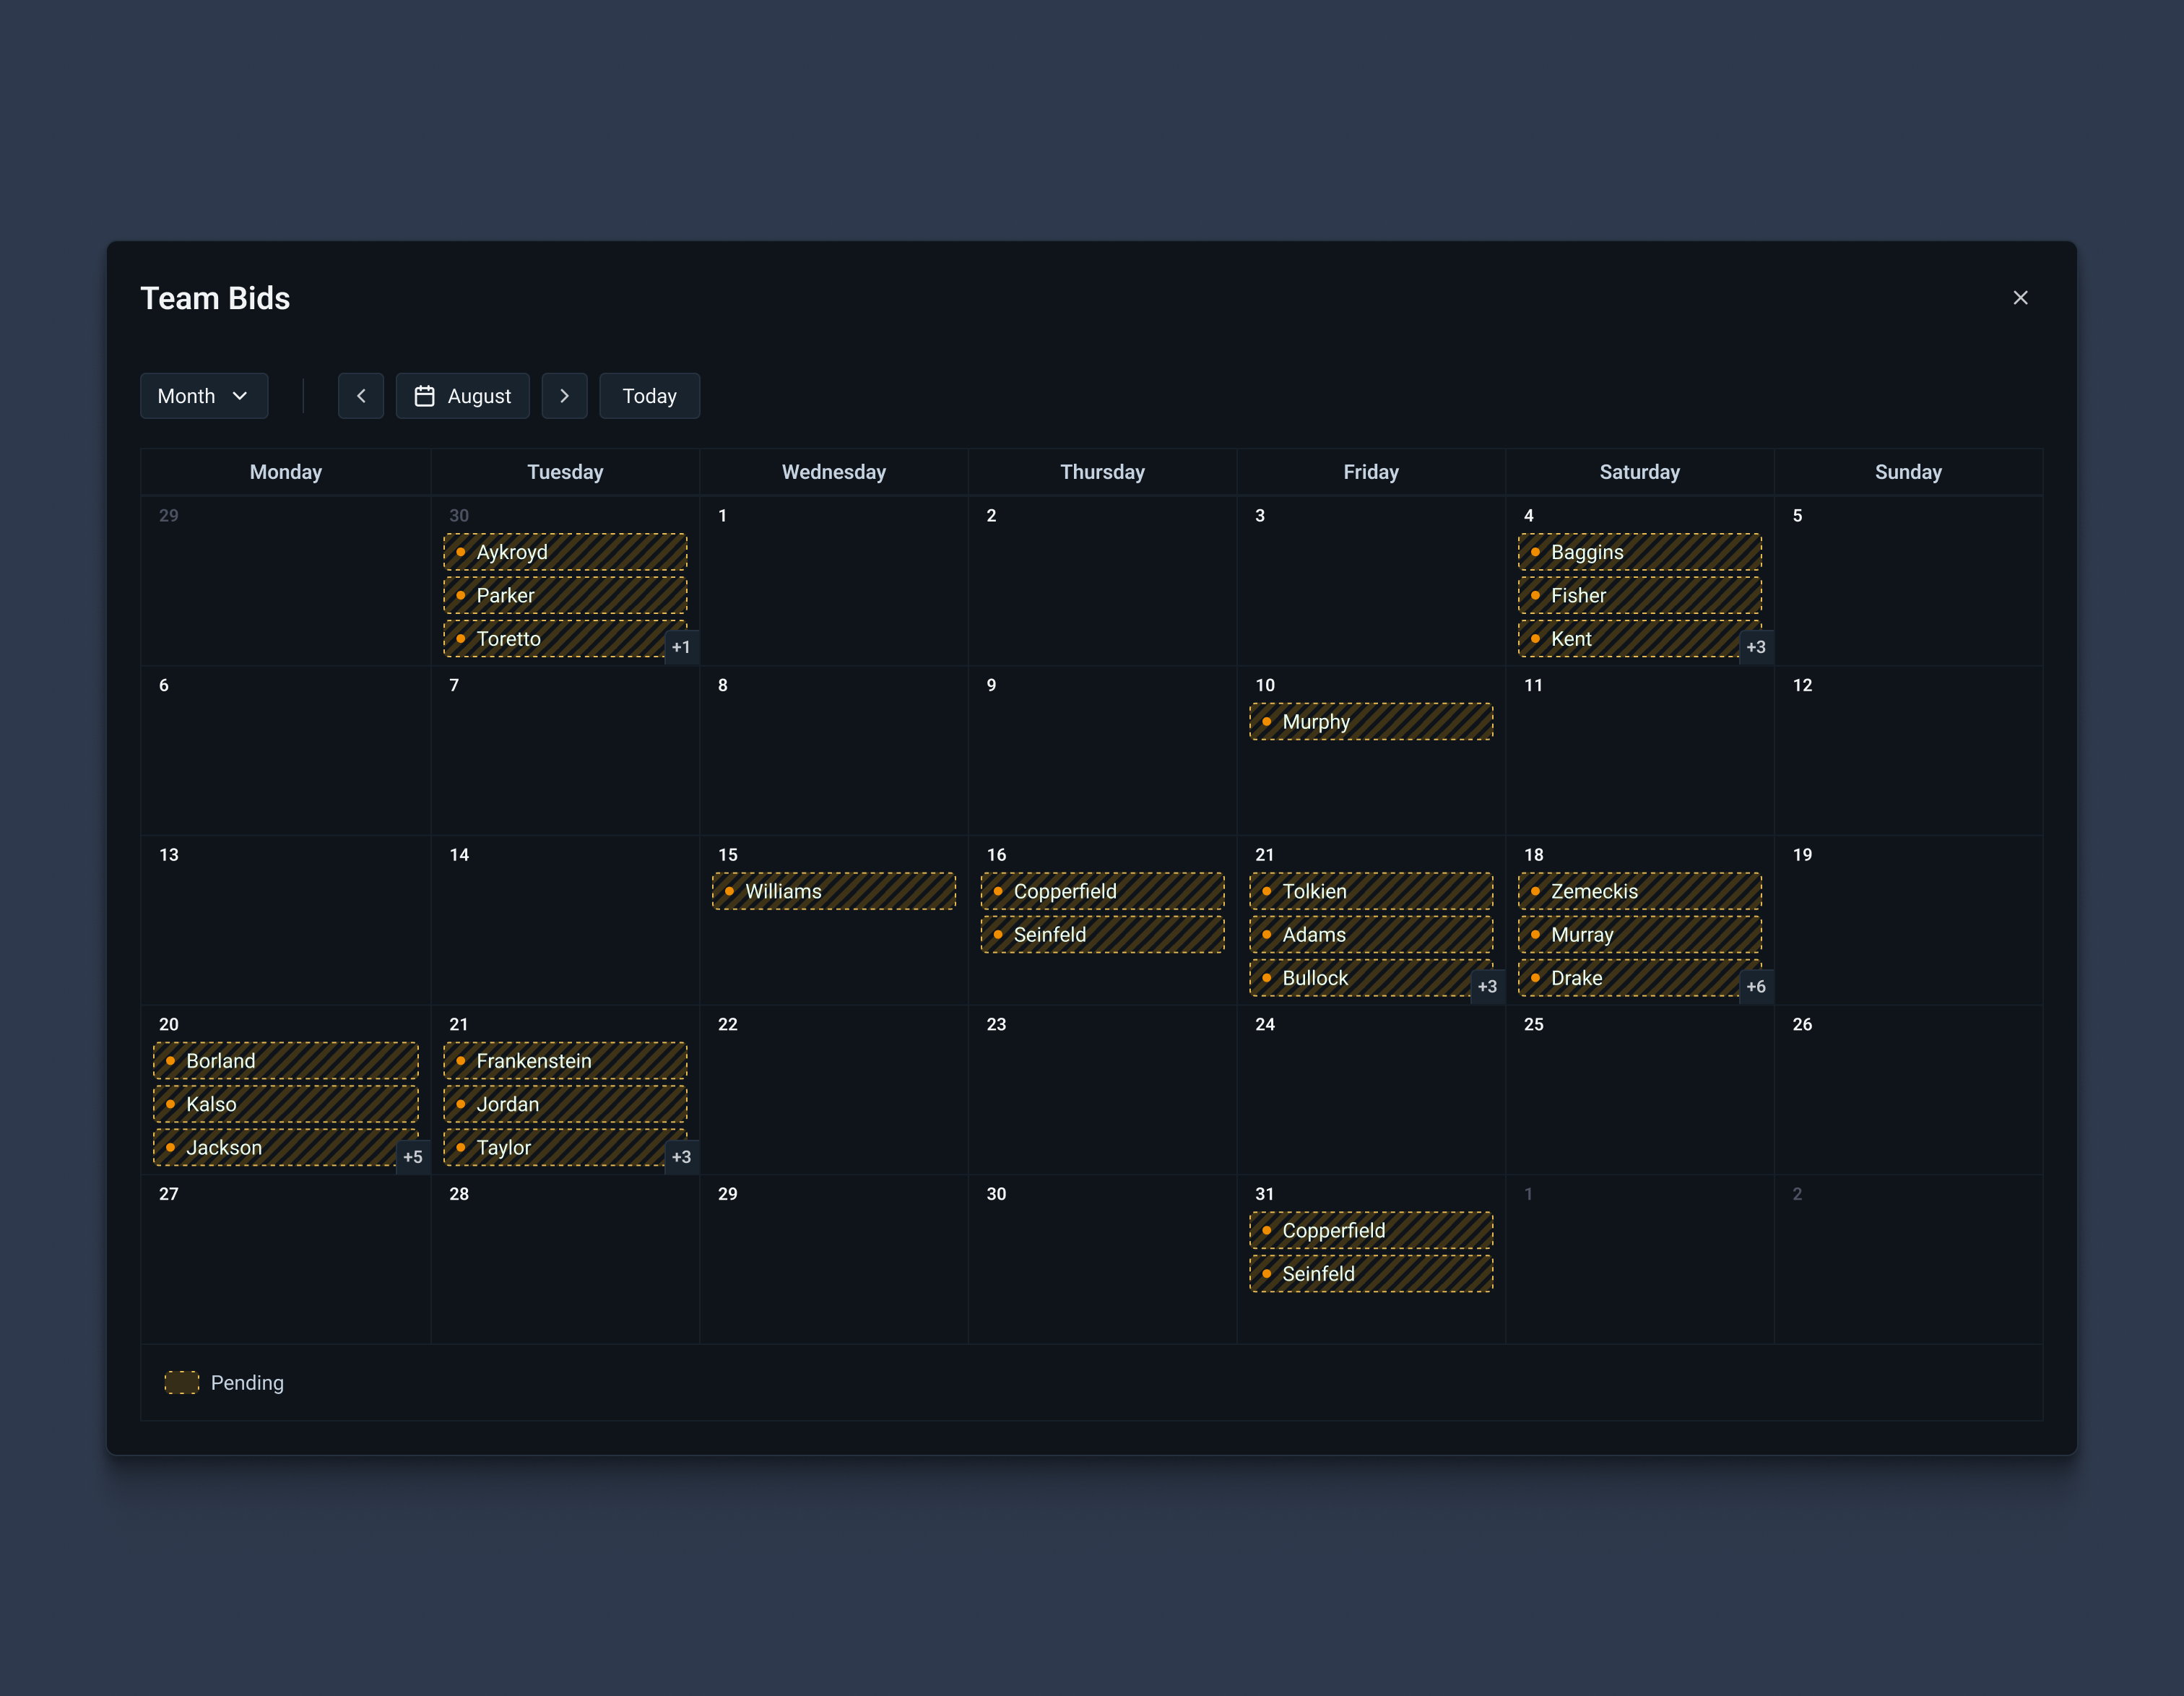 Team Bids
Month August Today
Monday Tuesday Wednesday Thursday Friday Saturday Sunday
29 30 1 2 3 4 5
Aykroyd Baggins
Parker Fisher
Toretto +1 Kent +3
6 7 8 9 10 11 12
Murphy
13 14 15 16 21 18 19
Williams Copperfield Tolkien Zemeckis
Seinfeld Adams Murray
Bullock +3 Drake +6
20 21 22 23 24 25 26
Borland Frankenstein
Kalso Jordan
Jackson +5 Taylor +3
27 28 29 30 31 1 2
Copperfield
Seinfeld
Pending